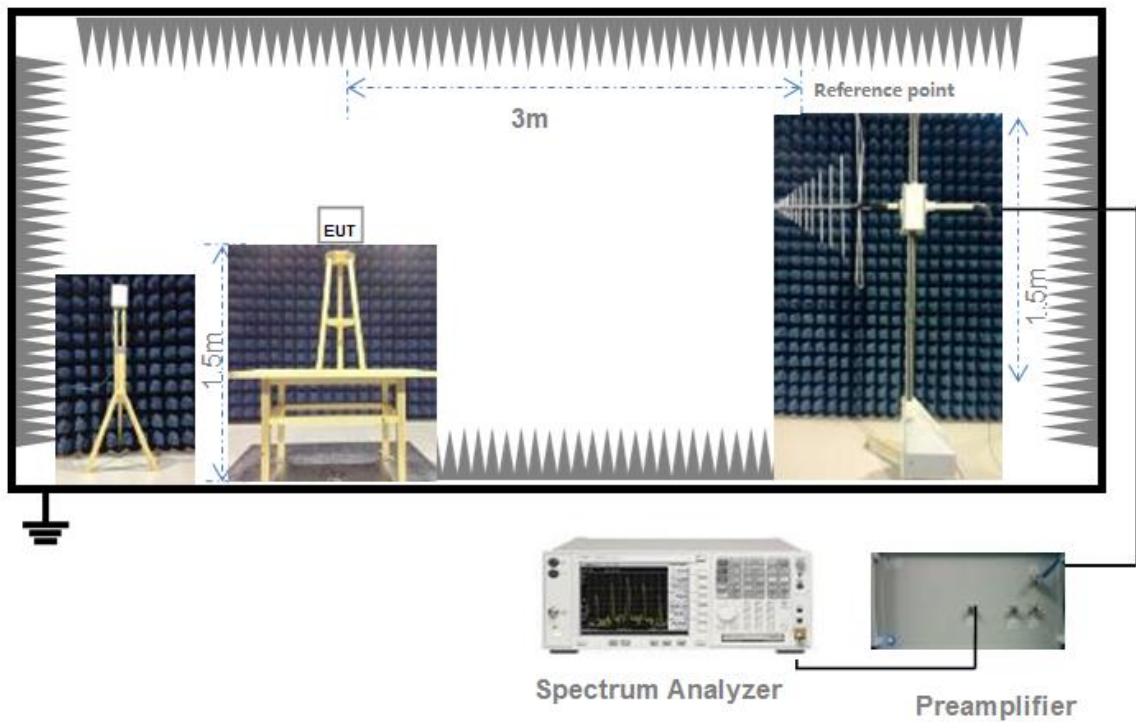 Reference point
3m
EUT
1.5m
1.5m
Spectrum Analyzer
Preamplifier